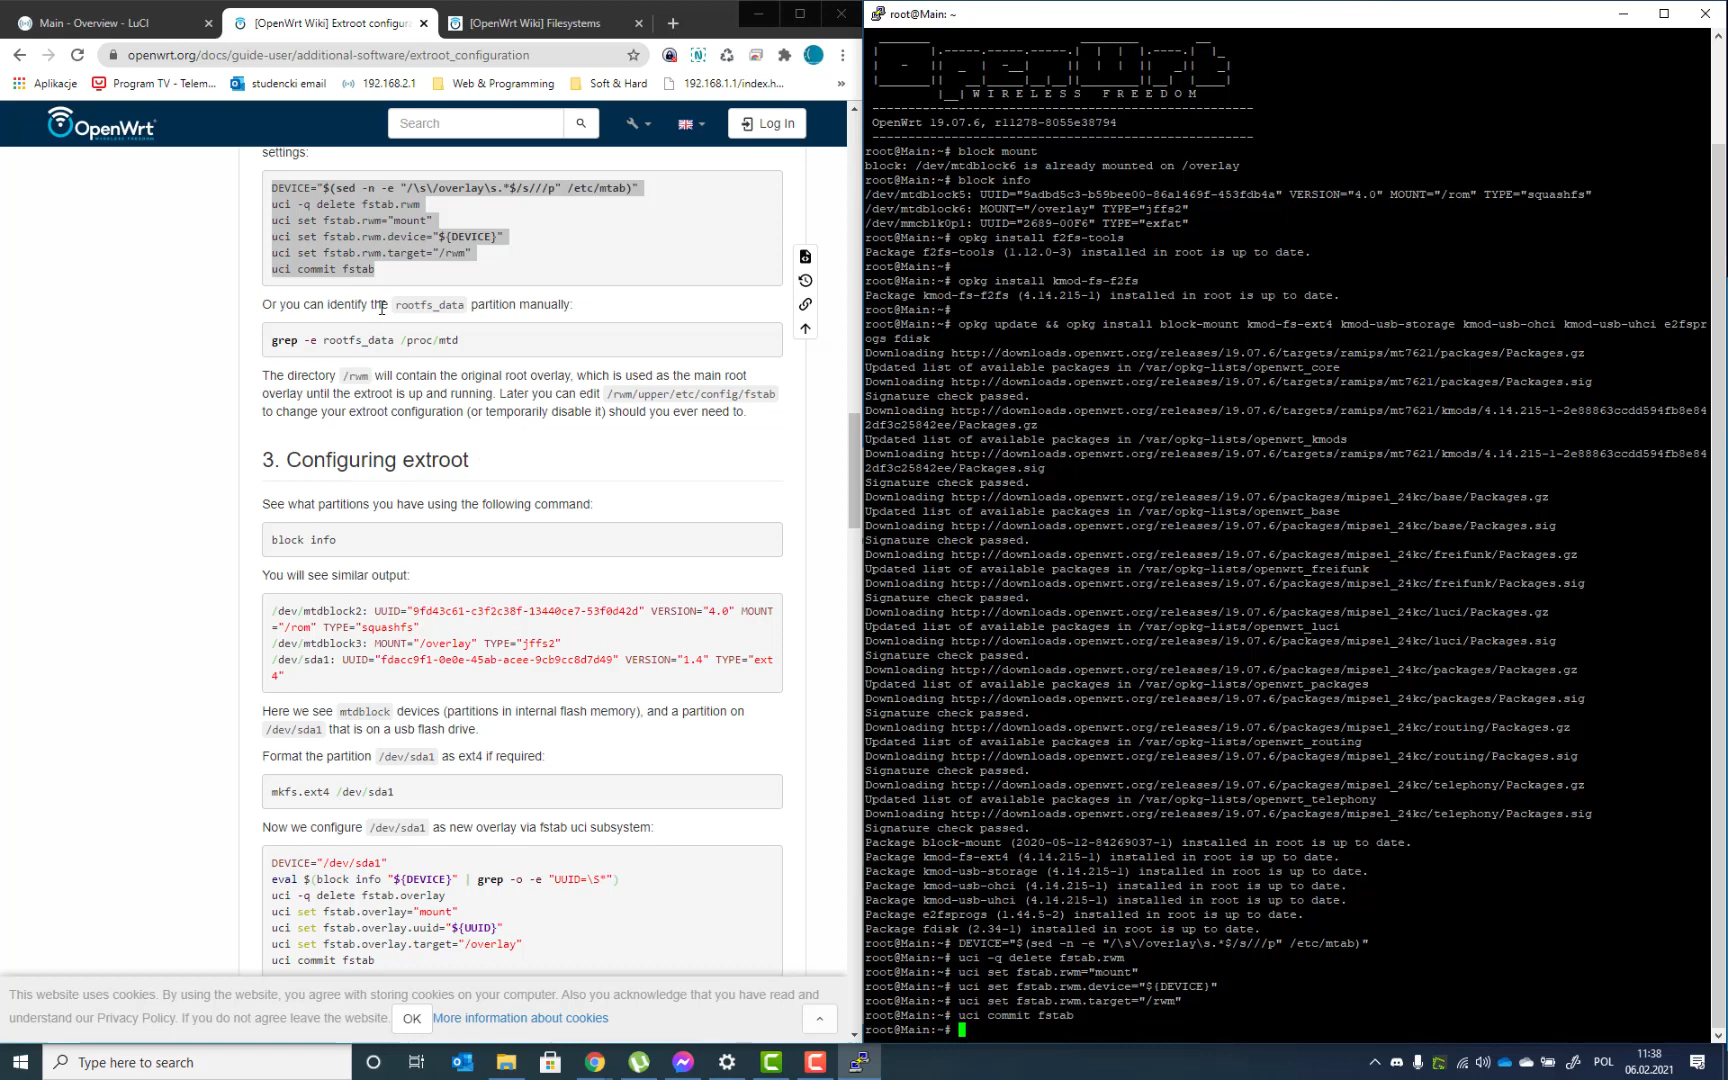 Main - Overview - LuCI
[OpenWrt Wiki] Extroot configur
[OpenWrt Wiki] Filesystems
openwrt.org/docs/guide-user/additional-software/extroot_configuration
Aplikacje
Program TV - Telem...
studencki email
192.168.2.1
Web & Programming
Soft & Hard
192.168.1.1/index.h...
OpenWrt
Search
Log In
settings:
DEVICE="$(sed -n -e "/\s\/overlay\s.*$/s///p" /etc/mtab)"
uci -q delete fstab.rwm
uci set fstab.rwm="mount"
uci set fstab.rwm.device="${DEVICE}"
uci set fstab.rwm.target="/rwm"
uci commit fstab
Or you can identify the rootfs_data partition manually:
grep -e rootfs_data /proc/mtd
The directory /rwm will contain the original root overlay, which is used as the main root
overlay until the extroot is up and running. Later you can edit /rwm/upper/etc/config/fstab
to change your extroot configuration (or temporarily disable it) should you ever need to.
3. Configuring extroot
See what partitions you have using the following command:
block info
You will see similar output:
/dev/mtdblock2: UUID="9fd43c61-c3f2c38f-13440ce7-53f0d42d" VERSION="4.0" MOUNT
="/rom" TYPE="squashfs"
/dev/mtdblock3: MOUNT="/overlay" TYPE="jffs2"
/dev/sda1: UUID="fdacc9f1-0e0e-45ab-acee-9cb9cc8d7d49" VERSION="1.4" TYPE="ext
4"
Here we see mtdblock devices (partitions in internal flash memory), and a partition on
/dev/sda1 that is on a usb flash drive.
Format the partition /dev/sda1 as ext4 if required:
mkfs.ext4 /dev/sda1
Now we configure /dev/sda1 as new overlay via fstab uci subsystem:
DEVICE="/dev/sda1"
eval $(block info "${DEVICE}" | grep -o -e "UUID=\S*")
uci -q delete fstab.overlay
uci set fstab.overlay="mount"
uci set fstab.overlay.uuid="${UUID}"
uci set fstab.overlay.target="/overlay"
uci commit fstab
This website uses cookies. By using the website, you agree with storing cookies on your computer. Also you acknowledge that you have read and
understand our Privacy Policy. If you do not agree leave the website. OK More information about cookies
root@Main: ~
W I R E L E S S   F R E E D O M
OpenWrt 19.07.6, r11278-8055e38794
root@Main:~# block mount
block: /dev/mtdblock6 is already mounted on /overlay
root@Main:~# block info
/dev/mtdblock5: UUID="9adbd5c3-b59bee00-86a1469f-453fdb4a" VERSION="4.0" MOUNT="/rom" TYPE="squashfs"
/dev/mtdblock6: MOUNT="/overlay" TYPE="jffs2"
/dev/mmcblk0p1: UUID="2689-00F6" TYPE="exfat"
root@Main:~# opkg install f2fs-tools
Package f2fs-tools (1.12.0-3) installed in root is up to date.
root@Main:~#
root@Main:~# opkg install kmod-fs-f2fs
Package kmod-fs-f2fs (4.14.215-1) installed in root is up to date.
root@Main:~#
root@Main:~# opkg update && opkg install block-mount kmod-fs-ext4 kmod-usb-storage kmod-usb-ohci kmod-usb-uhci e2fspr
ogs fdisk
Downloading http://downloads.openwrt.org/releases/19.07.6/targets/ramips/mt7621/packages/Packages.gz
Updated list of available packages in /var/opkg-lists/openwrt_core
Downloading http://downloads.openwrt.org/releases/19.07.6/targets/ramips/mt7621/packages/Packages.sig
Signature check passed.
Downloading http://downloads.openwrt.org/releases/19.07.6/targets/ramips/mt7621/kmods/4.14.215-1-2e88863ccdd594fb8e84
2df3c25842ee/Packages.gz
Updated list of available packages in /var/opkg-lists/openwrt_kmods
Downloading http://downloads.openwrt.org/releases/19.07.6/targets/ramips/mt7621/kmods/4.14.215-1-2e88863ccdd594fb8e84
2df3c25842ee/Packages.sig
Signature check passed.
Downloading http://downloads.openwrt.org/releases/19.07.6/packages/mipsel_24kc/base/Packages.gz
Updated list of available packages in /var/opkg-lists/openwrt_base
Downloading http://downloads.openwrt.org/releases/19.07.6/packages/mipsel_24kc/base/Packages.sig
Signature check passed.
Downloading http://downloads.openwrt.org/releases/19.07.6/packages/mipsel_24kc/freifunk/Packages.gz
Updated list of available packages in /var/opkg-lists/openwrt_freifunk
Downloading http://downloads.openwrt.org/releases/19.07.6/packages/mipsel_24kc/freifunk/Packages.sig
Signature check passed.
Downloading http://downloads.openwrt.org/releases/19.07.6/packages/mipsel_24kc/luci/Packages.gz
Updated list of available packages in /var/opkg-lists/openwrt_luci
Downloading http://downloads.openwrt.org/releases/19.07.6/packages/mipsel_24kc/luci/Packages.sig
Signature check passed.
Downloading http://downloads.openwrt.org/releases/19.07.6/packages/mipsel_24kc/packages/Packages.gz
Updated list of available packages in /var/opkg-lists/openwrt_packages
Downloading http://downloads.openwrt.org/releases/19.07.6/packages/mipsel_24kc/packages/Packages.sig
Signature check passed.
Downloading http://downloads.openwrt.org/releases/19.07.6/packages/mipsel_24kc/routing/Packages.gz
Updated list of available packages in /var/opkg-lists/openwrt_routing
Downloading http://downloads.openwrt.org/releases/19.07.6/packages/mipsel_24kc/routing/Packages.sig
Signature check passed.
Downloading http://downloads.openwrt.org/releases/19.07.6/packages/mipsel_24kc/telephony/Packages.gz
Updated list of available packages in /var/opkg-lists/openwrt_telephony
Downloading http://downloads.openwrt.org/releases/19.07.6/packages/mipsel_24kc/telephony/Packages.sig
Signature check passed.
Package block-mount (2020-05-12-84269037-1) installed in root is up to date.
Package kmod-fs-ext4 (4.14.215-1) installed in root is up to date.
Package kmod-usb-storage (4.14.215-1) installed in root is up to date.
Package kmod-usb-ohci (4.14.215-1) installed in root is up to date.
Package kmod-usb-uhci (4.14.215-1) installed in root is up to date.
Package e2fsprogs (1.44.5-2) installed in root is up to date.
Package fdisk (2.34-1) installed in root is up to date.
root@Main:~# DEVICE="$(sed -n -e "/\s\/overlay\s.*$/s///p" /etc/mtab)"
root@Main:~# uci -q delete fstab.rwm
root@Main:~# uci set fstab.rwm="mount"
root@Main:~# uci set fstab.rwm.device="${DEVICE}"
root@Main:~# uci set fstab.rwm.target="/rwm"
root@Main:~# uci commit fstab
root@Main:~#
Type here to search
POL
11:38
06.02.2021